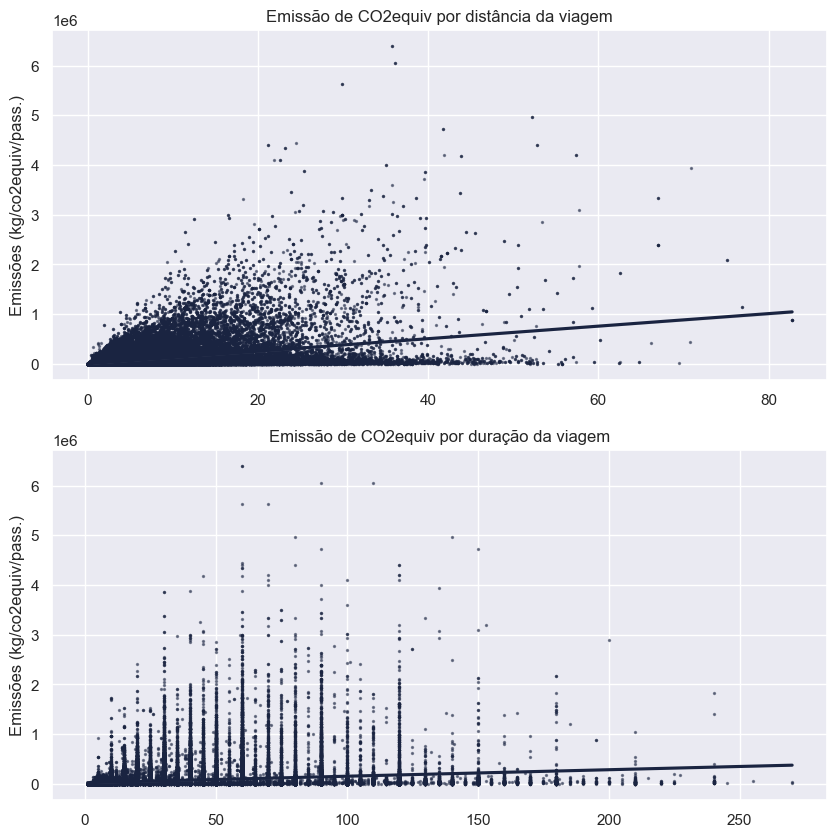 Emissão de CO2equiv por distância da viagem
1e6
6
5
4
3
2
1
0
Emissões (kg/co2equiv/pass.)
0 20 40 60 80
Emissão de CO2equiv por duração da viagem
1e6
6
5
4
3
2
1
0
Emissões (kg/co2equiv/pass.)
0 50 100 150 200 250